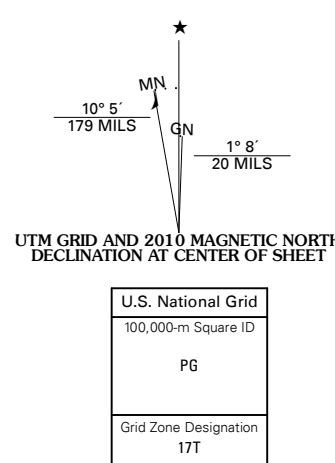 ★
MN
10° 5´
179 MILS
GN
1° 8´
20 MILS
UTM GRID AND 2010 MAGNETIC NORTH
DECLINATION AT CENTER OF SHEET
U.S. National Grid
100,000-m Square ID
PG
Grid Zone Designation
17T